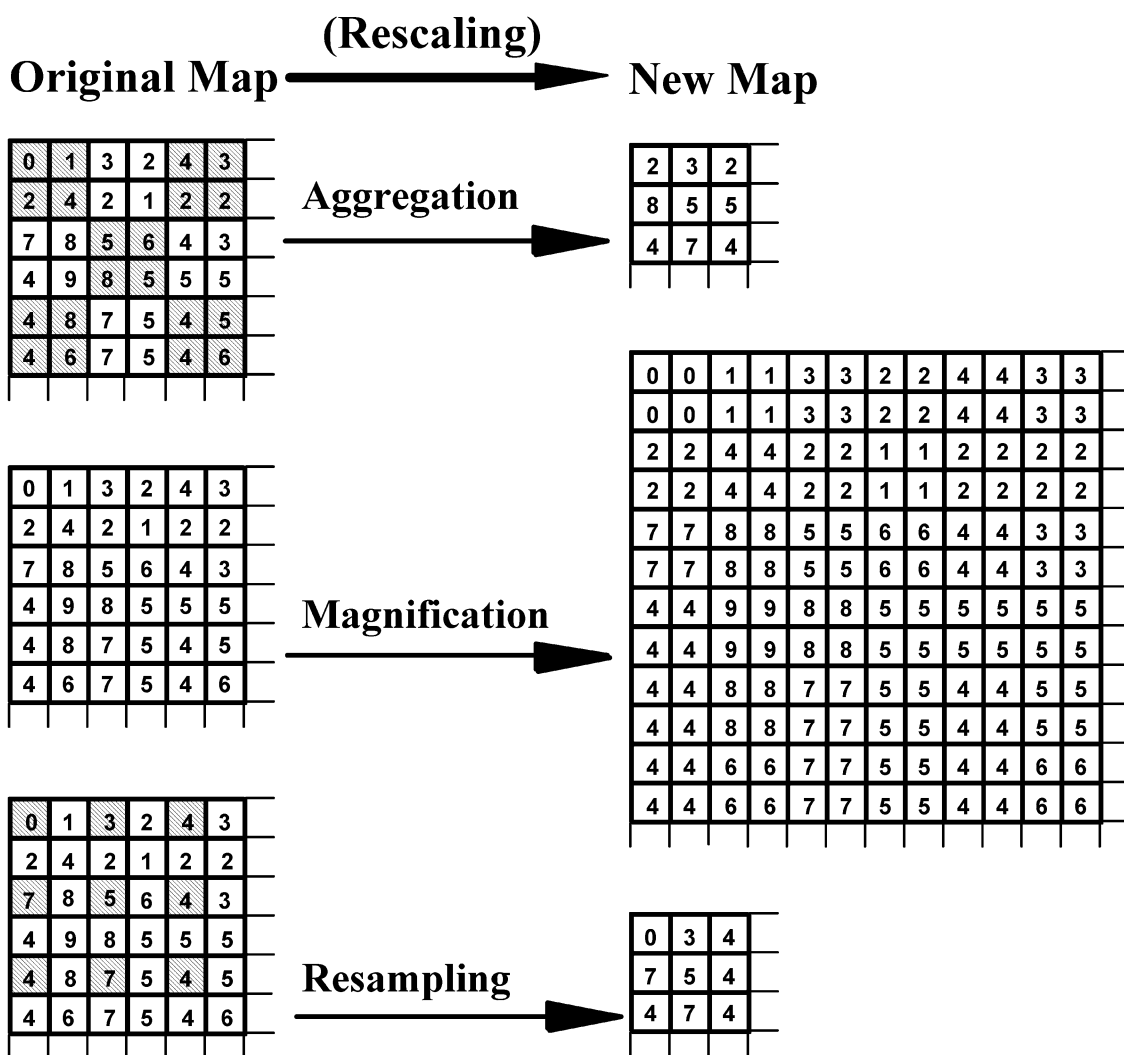 (Rescaling)
Original Map
New Map
0 1 3 2 4 3
2 4 2 1 2 2
7 8 5 6 4 3
4 9 8 5 5 5
4 8 7 5 4 5
4 6 7 5 4 6
Aggregation
2 3 2
8 5 5
4 7 4
0 1 3 2 4 3
2 4 2 1 2 2
7 8 5 6 4 3
4 9 8 5 5 5
4 8 7 5 4 5
4 6 7 5 4 6
Magnification
0 0 1 1 3 3 2 2 4 4 3 3
0 0 1 1 3 3 2 2 4 4 3 3
2 2 4 4 2 2 1 1 2 2 2 2
2 2 4 4 2 2 1 1 2 2 2 2
7 7 8 8 5 5 6 6 4 4 3 3
7 7 8 8 5 5 6 6 4 4 3 3
4 4 9 9 8 8 5 5 5 5 5 5
4 4 9 9 8 8 5 5 5 5 5 5
4 4 8 8 7 7 5 5 4 4 5 5
4 4 8 8 7 7 5 5 4 4 5 5
4 4 6 6 7 7 5 5 4 4 6 6
4 4 6 6 7 7 5 5 4 4 6 6
0 1 3 2 4 3
2 4 2 1 2 2
7 8 5 6 4 3
4 9 8 5 5 5
4 8 7 5 4 5
4 6 7 5 4 6
Resampling
0 3 4
7 5 4
4 7 4